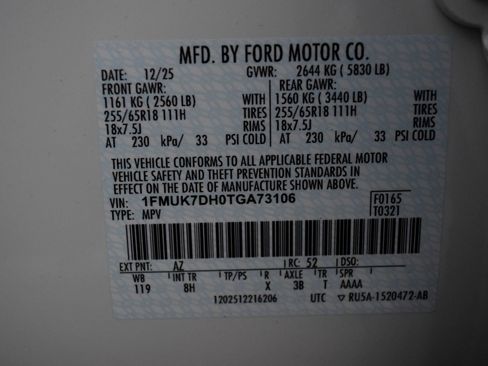 MFD. BY FORD MOTOR CO.
DATE: 12/25 GVWR: 2644 KG ( 5830 LB)
FRONT GAWR: REAR GAWR:
1161 KG ( 2560 LB) WITH 1560 KG ( 3440 LB) WITH
255/65R18 111H TIRES 255/65R18 111H TIRES
18x7.5J RIMS 18x7.5J RIMS
AT 230 kPa/ 33 PSI COLD AT 230 kPa/ 33 PSI COLD
THIS VEHICLE CONFORMS TO ALL APPLICABLE FEDERAL MOTOR
VEHICLE SAFETY AND THEFT PREVENTION STANDARDS IN
EFFECT ON THE DATE OF MANUFACTURE SHOWN ABOVE.
VIN: 1FMUK7DH0TGA73106 F0165
TYPE: MPV T0321
EXT PNT: AZ RC: 52 DSO:
WB INT TR TP/PS R AXLE TR SPR
119 8H X 3B T AAAA
1202512216206 UTC ▽ RU5A-1520472-AB